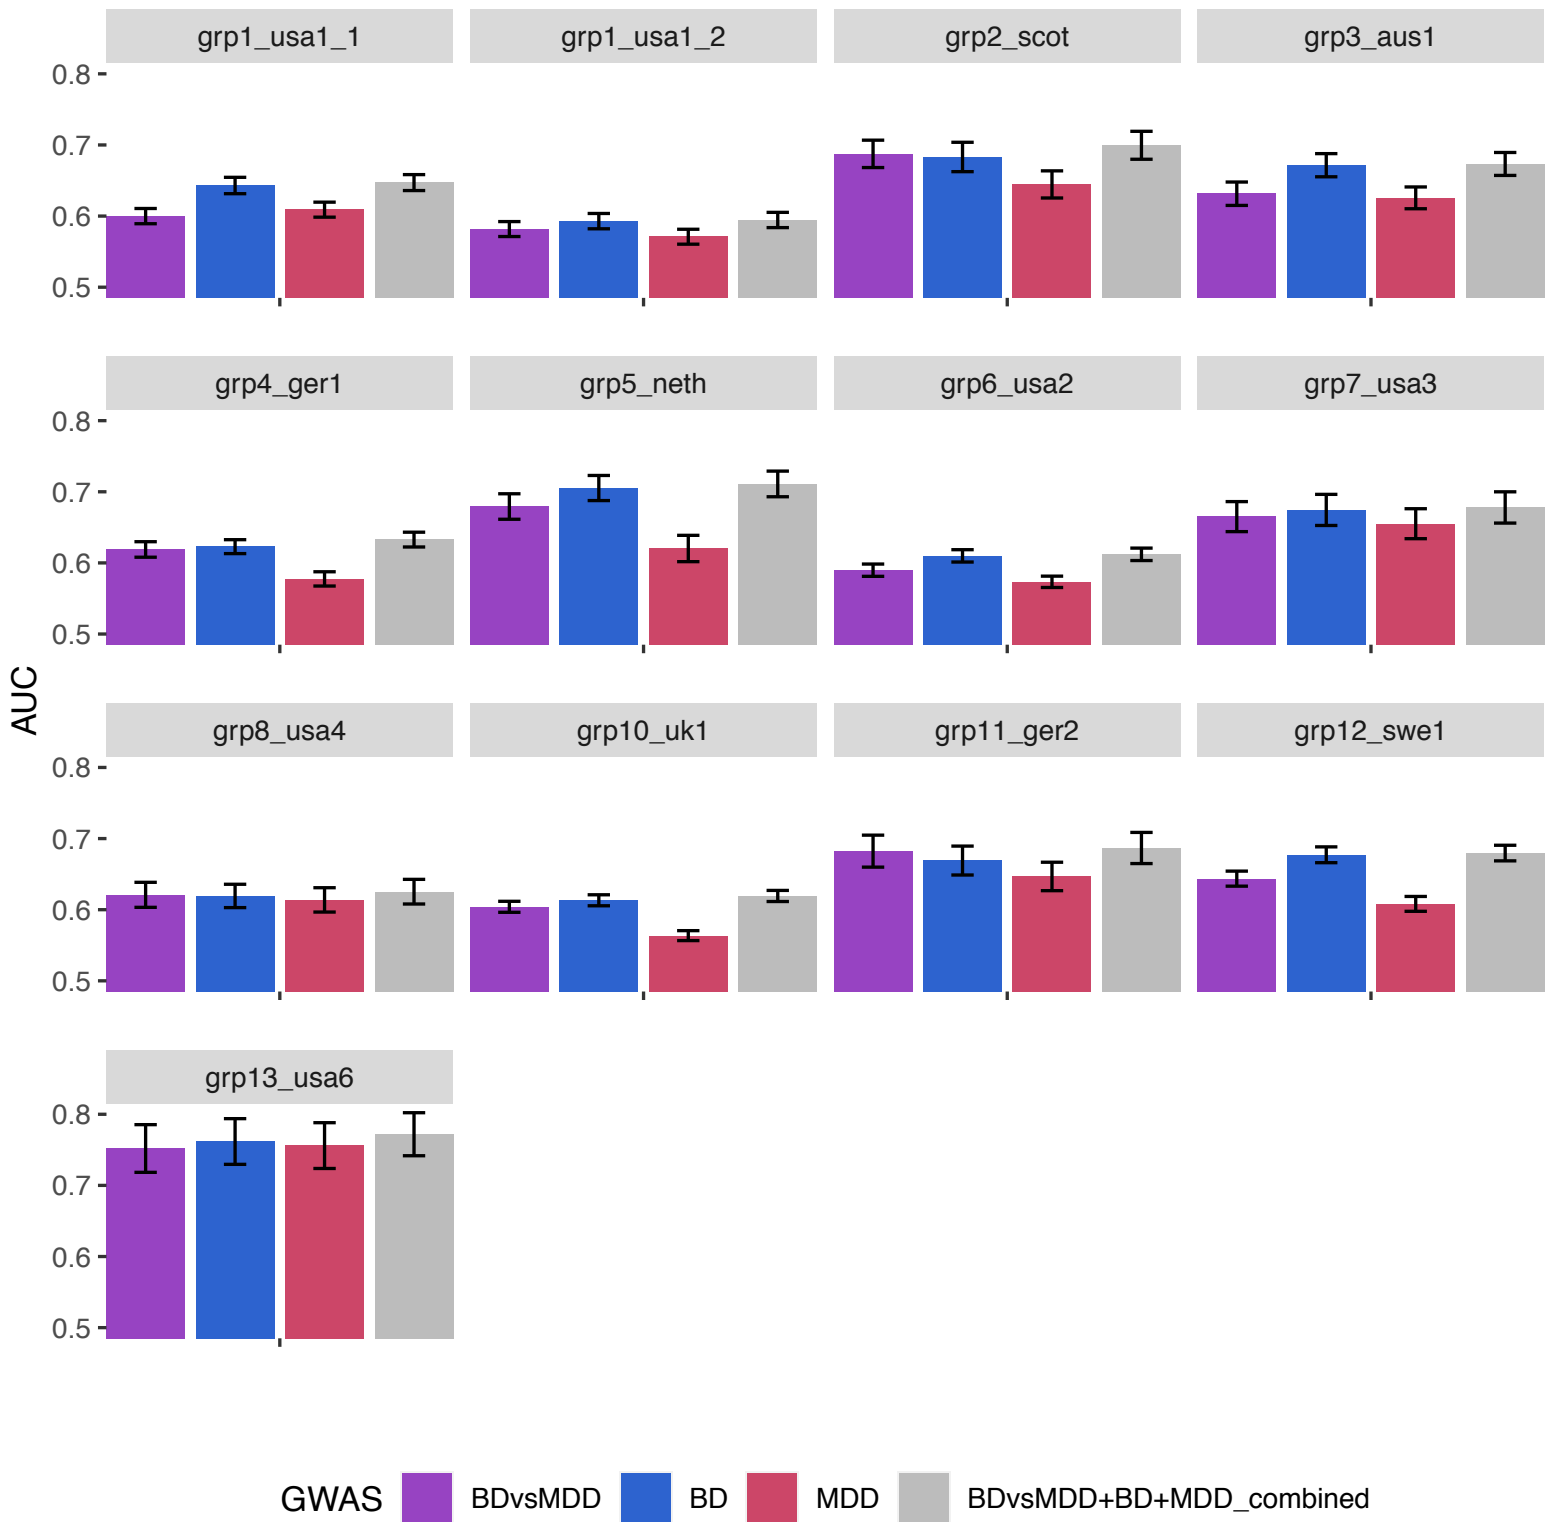 grp1_usa1_1 grp1_usa1_2 grp2_scot grp3_aus1
0.8
0.7
0.6
0.5
grp4_ger1 grp5_neth grp6_usa2 grp7_usa3
0.8
0.7
0.6
0.5
AUC
grp8_usa4 grp10_uk1 grp11_ger2 grp12_swe1
0.8
0.7
0.6
0.5
grp13_usa6
0.8
0.7
0.6
0.5
GWAS BDvsMDD BD MDD BDvsMDD+BD+MDD_combined